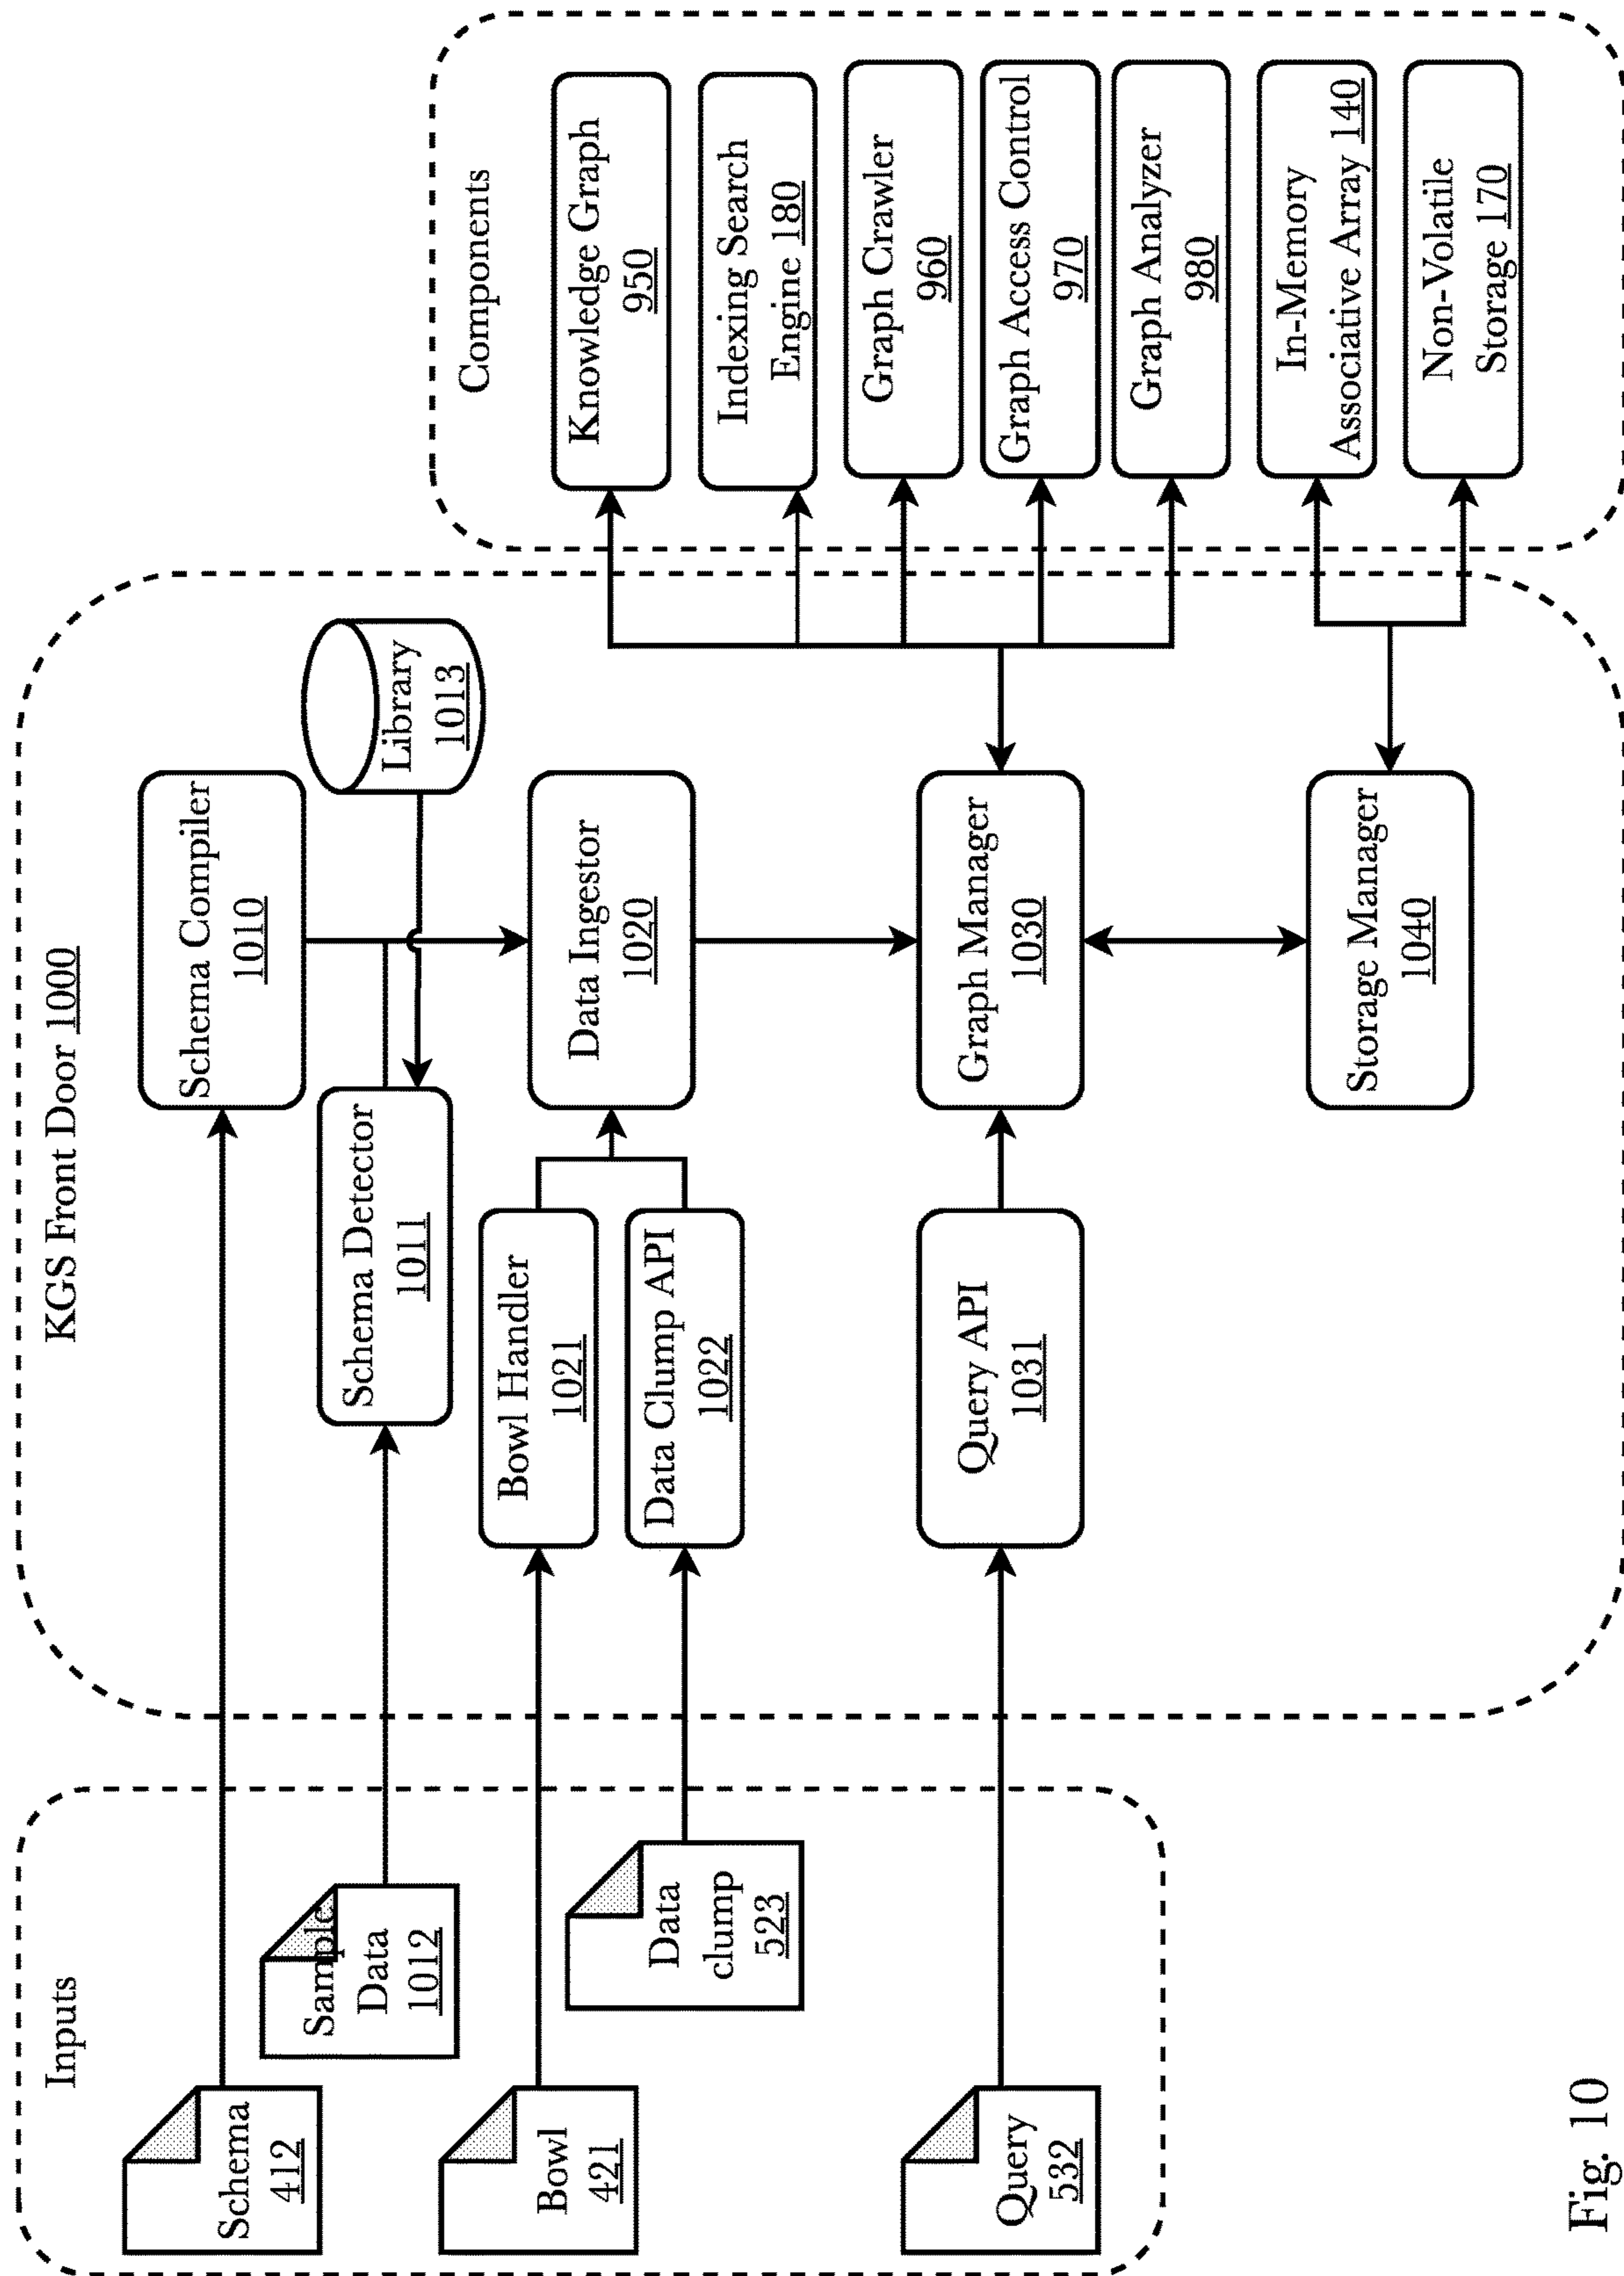 Inputs
Schema
412
Sample
Data
1012
Bowl
421
Data
clump
523
Query
532
KGS Front Door 1000
Schema Compiler
1010
Schema Detector
1011
Library
1013
Bowl Handler
1021
Data Clump API
1022
Data Ingestor
1020
Query API
1031
Graph Manager
1030
Storage Manager
1040
Components
Knowledge Graph
950
Indexing Search
Engine 180
Graph Crawler
960
Graph Access Control
970
Graph Analyzer
980
In-Memory
Associative Array 140
Non-Volatile
Storage 170
Fig. 10